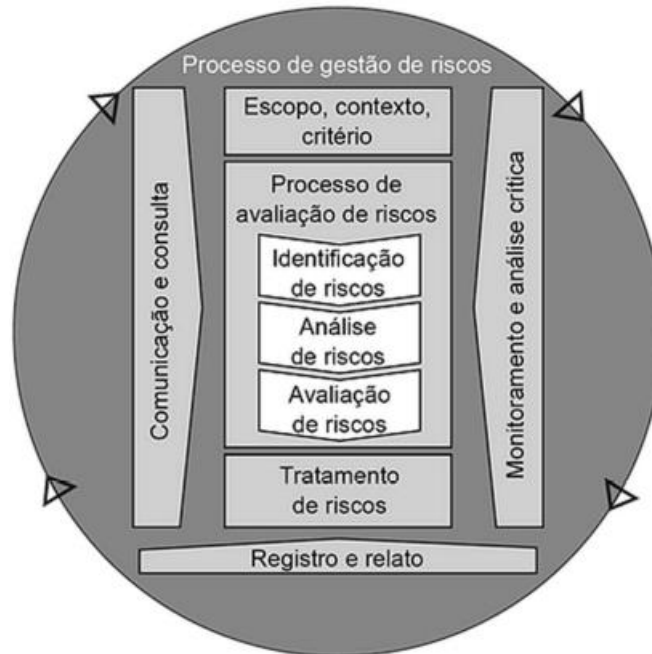 Processo de gestão de riscos
Escopo, contexto,
critério
Comunicação e consulta
Processo de
avaliação de riscos
Identificação
de riscos
Análise
de riscos
Avaliação
de riscos
Monitoramento e análise crítica
Tratamento
de riscos
Registro e relato